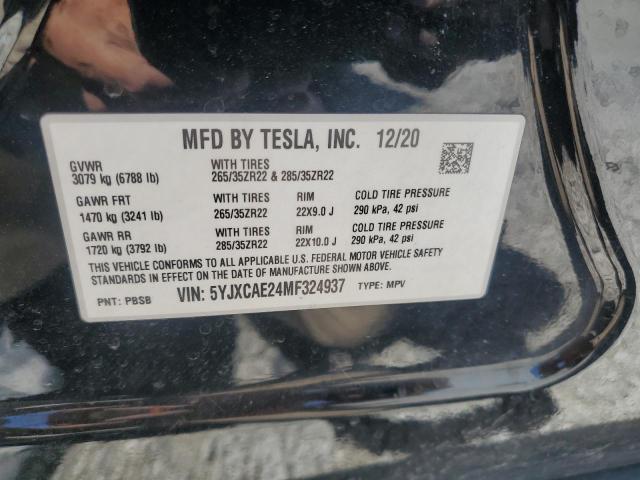 MFD BY TESLA, INC. 12/20
GVWR WITH TIRES
3079 kg (6788 lb) 265/35ZR22 & 285/35ZR22
GAWR FRT WITH TIRES RIM COLD TIRE PRESSURE
1470 kg (3241 lb) 265/35ZR22 22X9.0 J 290 kPa, 42 psi
GAWR RR WITH TIRES RIM COLD TIRE PRESSURE
1720 kg (3792 lb) 285/35ZR22 22X10.0 J 290 kPa, 42 psi
THIS VEHICLE CONFORMS TO ALL APPLICABLE U.S. FEDERAL MOTOR VEHICLE SAFETY
STANDARDS IN EFFECT ON THE DATE OF MANUFACTURE SHOWN ABOVE.
PNT: PBSB VIN: 5YJXCAE24MF324937 TYPE: MPV